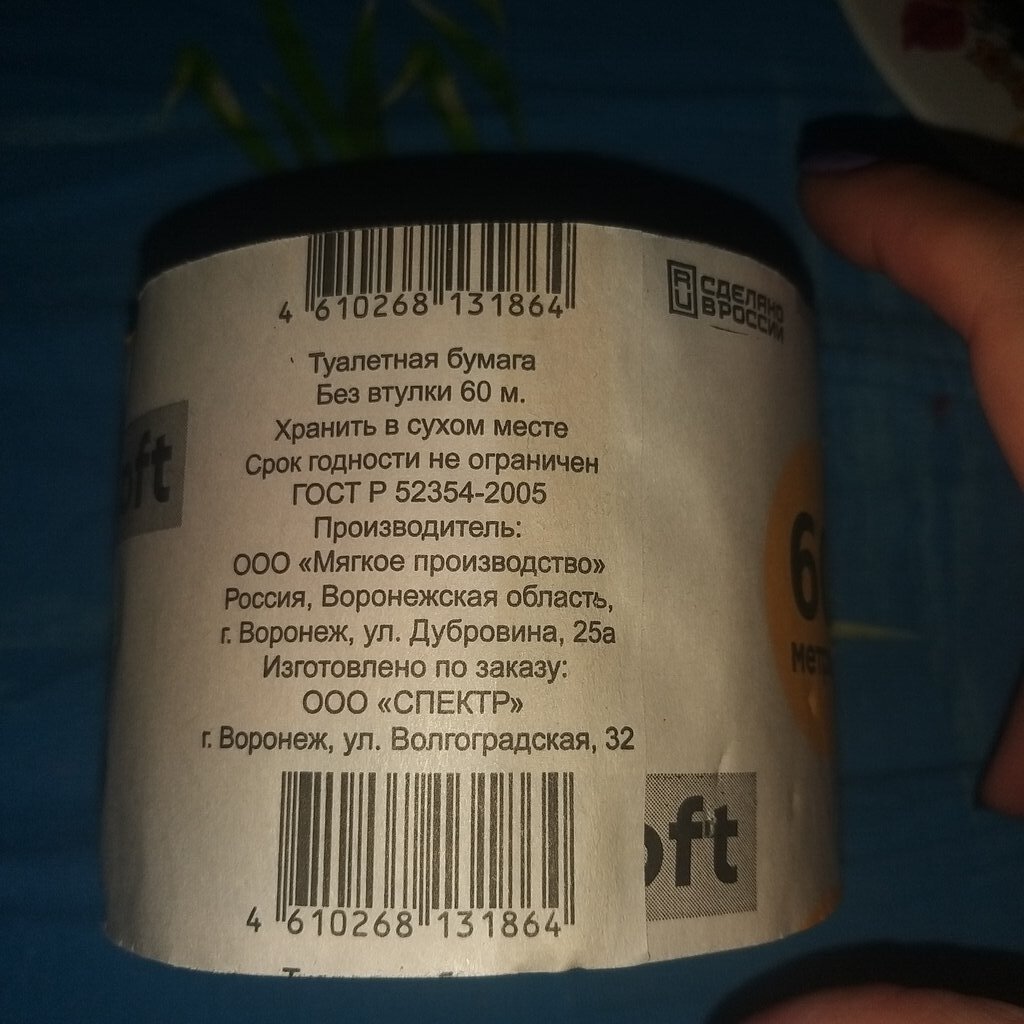 4 610268 131864
СДЕЛАНО
В РОССИИ
Туалетная бумага
Без втулки 60 м.
Хранить в сухом месте
Срок годности не ограничен
ГОСТ Р 52354-2005
Производитель:
ООО «Мягкое производство»
Россия, Воронежская область,
г. Воронеж, ул. Дубровина, 25а
Изготовлено по заказу:
ООО «СПЕКТР»
г. Воронеж, ул. Волгоградская, 32
4 610268 131864